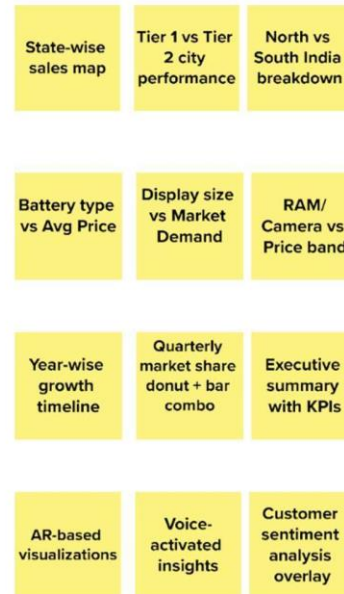 State-wise
sales map
Tier 1 vs Tier
2 city
performance
North vs
South India
breakdown
Battery type
vs Avg Price
Display size
vs Market
Demand
RAM/
Camera vs
Price band
Year-wise
growth
timeline
Quarterly
market share
donut + bar
combo
Executive
summary
with KPIs
AR-based
visualizations
Voice-
activated
insights
Customer
sentiment
analysis
overlay